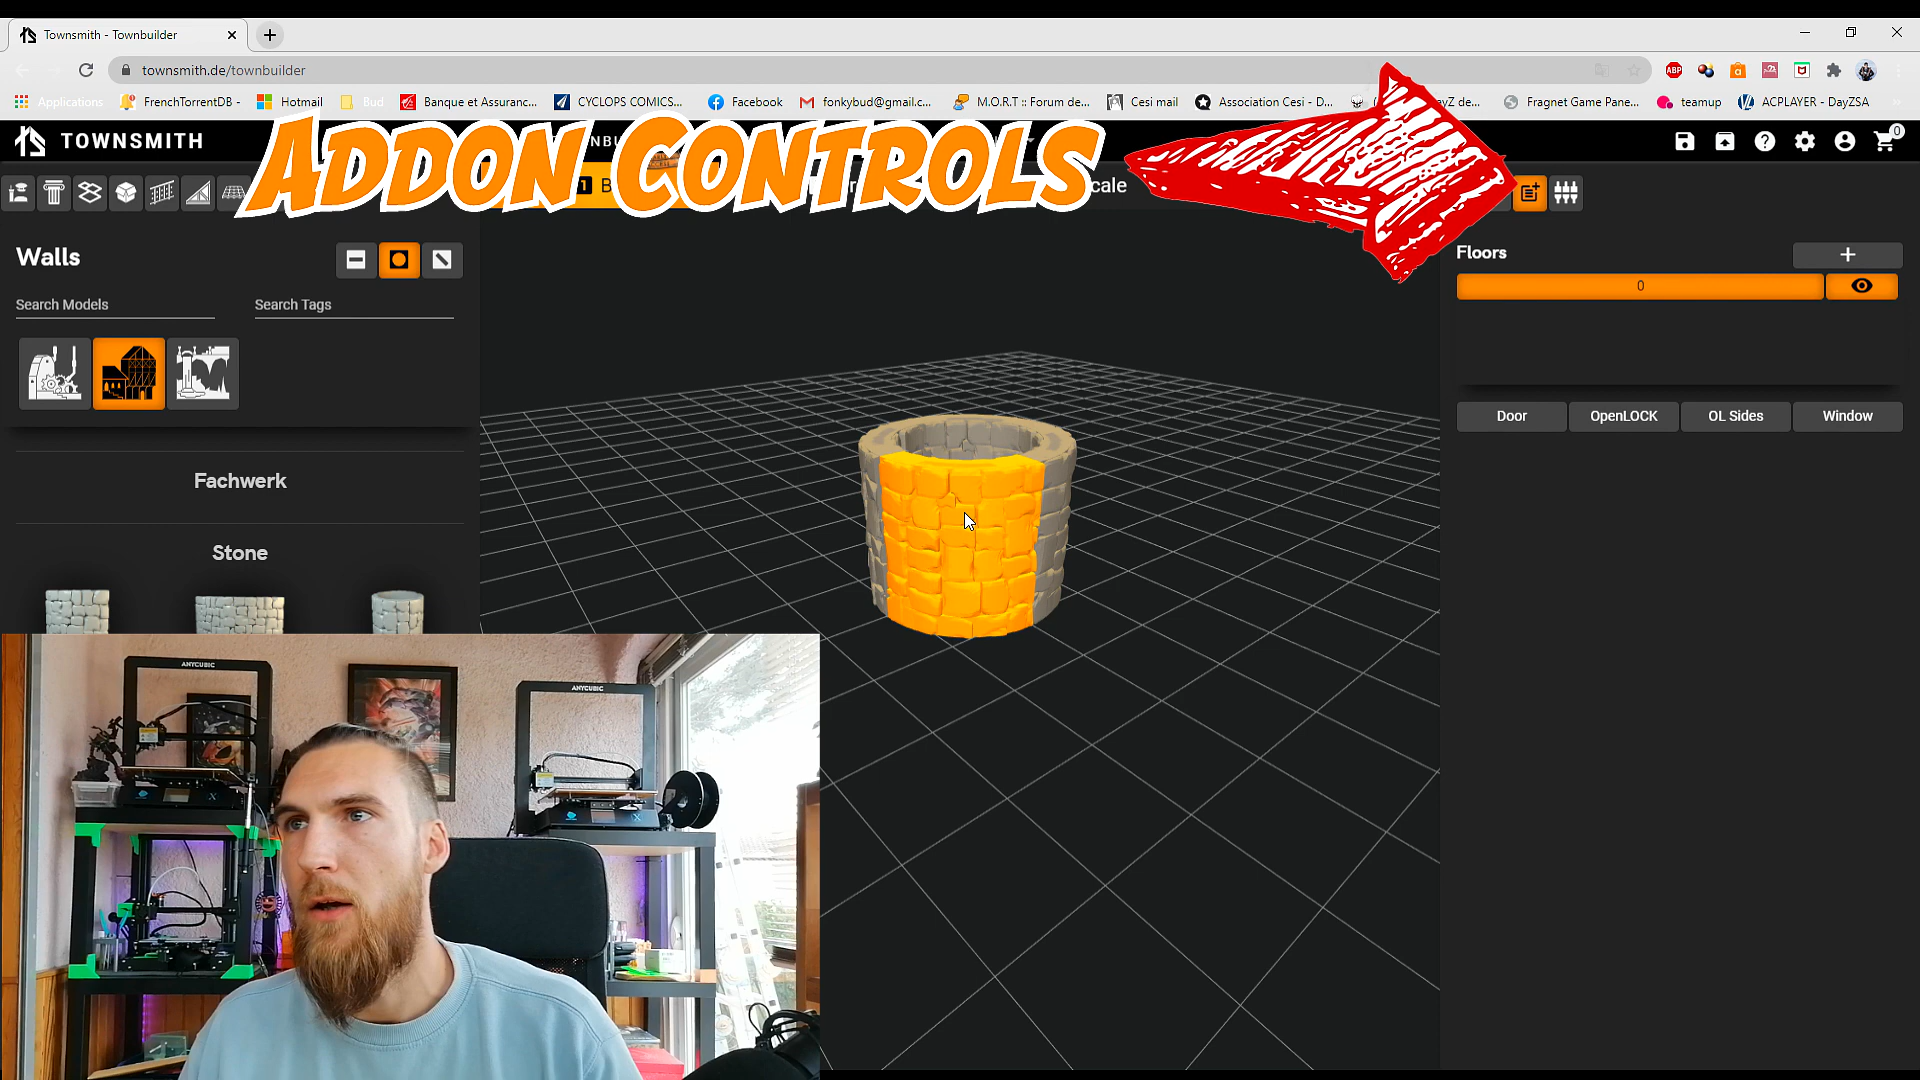 Townsmith - Townbuilder
townsmith.de/townbuilder
ABP
Applications
FrenchTorrentDB -
Hotmail
Bud
Banque et Assuranc...
CYCLOPS COMICS...
Facebook
fonkybud@gmail.c...
M.O.R.T :: Forum de...
Cesi mail
Association Cesi - D...
Fragnet Game Pane...
teamup
ACPLAYER - DayZSA
TOWNSMITH
ADDON CONTROLS
cale
0
Walls
Search Models
Search Tags
Fachwerk
Stone
Floors
0
Door
OpenLOCK
OL Sides
Window
ANYCUBIC
ANYCUBIC